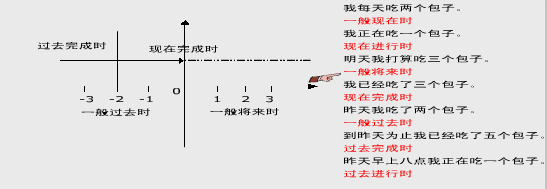 过去完成时
现在完成时
-3 -2 -1 0 1 2 3
一般过去时
一般将来时
我每天吃两个包子。
一般现在时
我正在吃一个包子。
现在进行时
明天我打算吃三个包子。
一般将来时
我已经吃了三个包子。
现在完成时
昨天我吃了两个包子。
一般过去时
到昨天为止我已经吃了五个包子。
过去完成时
昨天早上八点我正在吃一个包子。
过去进行时